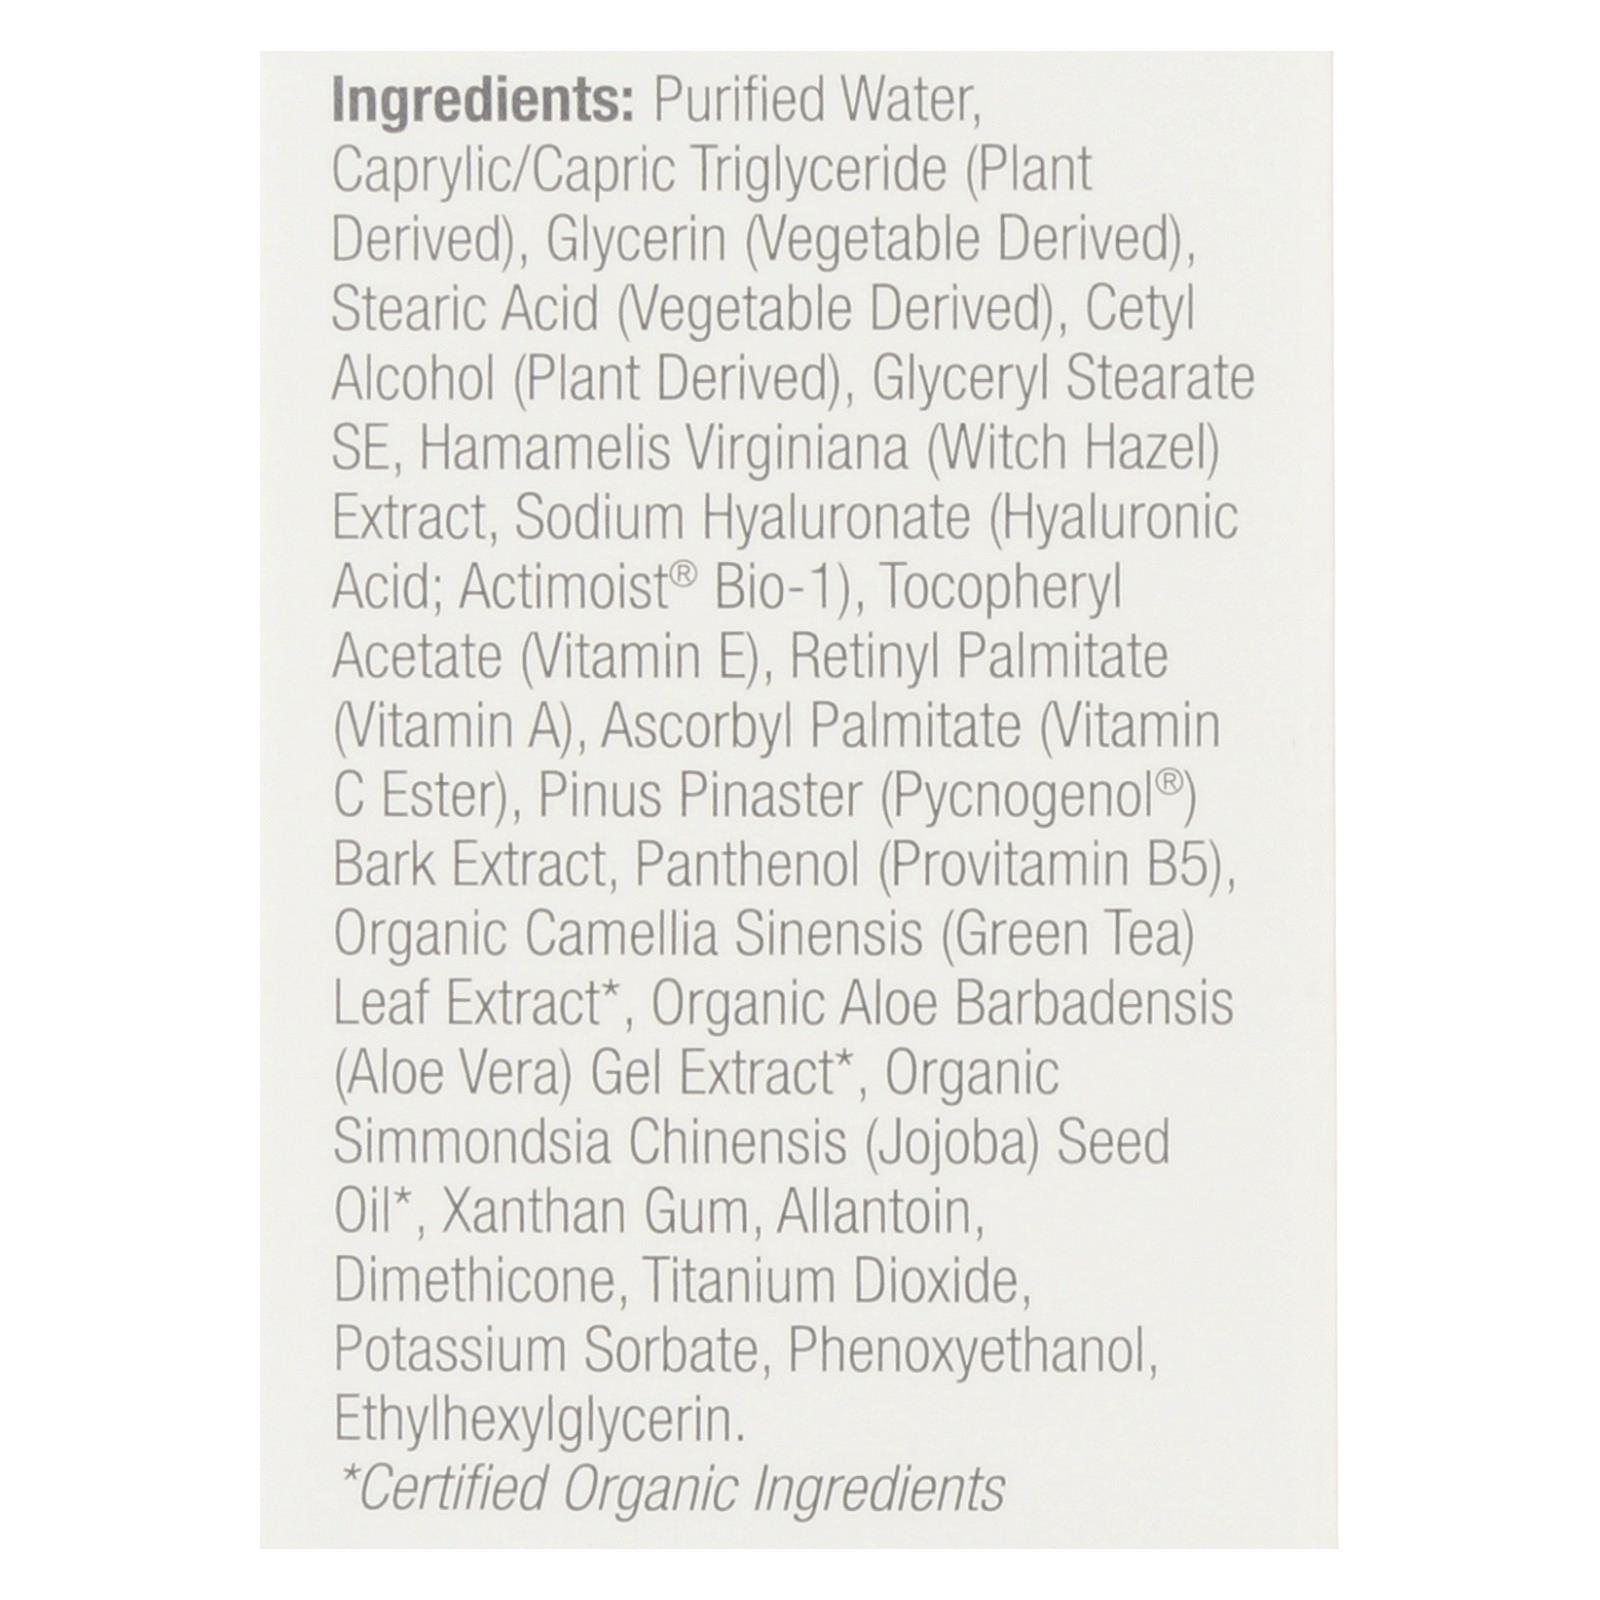 Ingredients: Purified Water,
Caprylic/Capric Triglyceride (Plant
Derived), Glycerin (Vegetable Derived),
Stearic Acid (Vegetable Derived), Cetyl
Alcohol (Plant Derived), Glyceryl Stearate
SE, Hamamelis Virginiana (Witch Hazel)
Extract, Sodium Hyaluronate (Hyaluronic
Acid; Actimoist® Bio-1), Tocopheryl
Acetate (Vitamin E), Retinyl Palmitate
(Vitamin A), Ascorbyl Palmitate (Vitamin
C Ester), Pinus Pinaster (Pycnogenol®)
Bark Extract, Panthenol (Provitamin B5),
Organic Camellia Sinensis (Green Tea)
Leaf Extract*, Organic Aloe Barbadensis
(Aloe Vera) Gel Extract*, Organic
Simmondsia Chinensis (Jojoba) Seed
Oil*, Xanthan Gum, Allantoin,
Dimethicone, Titanium Dioxide,
Potassium Sorbate, Phenoxyethanol,
Ethylhexylglycerin.
*Certified Organic Ingredients